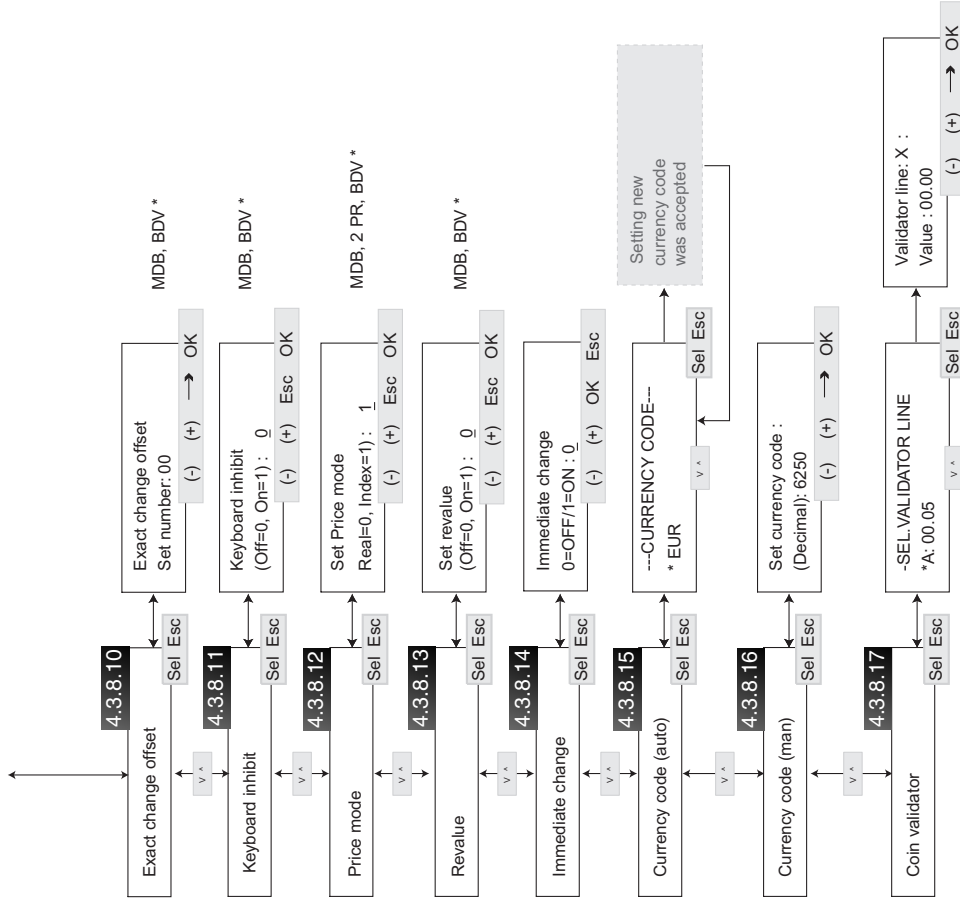 4.3.8.10
Exact change offset
Sel Esc
Exact change offset
Set number: 00
(-) (+) → OK
MDB, BDV *
v ^
4.3.8.11
Keyboard inhibit
Sel Esc
Keyboard inhibit
(Off=0, On=1) : 0
(-) (+) Esc OK
MDB, BDV *
v ^
4.3.8.12
Price mode
Sel Esc
Set Price mode
Real=0, Index=1) : 1
(-) (+) Esc OK
MDB, 2 PR, BDV *
v ^
4.3.8.13
Revalue
Sel Esc
Set revalue
(Off=0, On=1) : 0
(-) (+) Esc OK
MDB, BDV *
v ^
4.3.8.14
Immediate change
Sel Esc
Immediate change
0=OFF/1=ON : 0
(-) (+) OK Esc
v ^
4.3.8.15
Currency code (auto)
Sel Esc
---CURRENCY CODE---
* EUR
v ^
Sel Esc
Setting new
currency code
was accepted
v ^
4.3.8.16
Currency code (man)
Sel Esc
Set currency code :
(Decimal): 6250
(-) (+) → OK
v ^
4.3.8.17
Coin validator
Sel Esc
-SEL.VALIDATOR LINE
*A: 00.05
v ^
Sel Esc
Validator line: X :
Value : 00.00
(-) (+) → OK